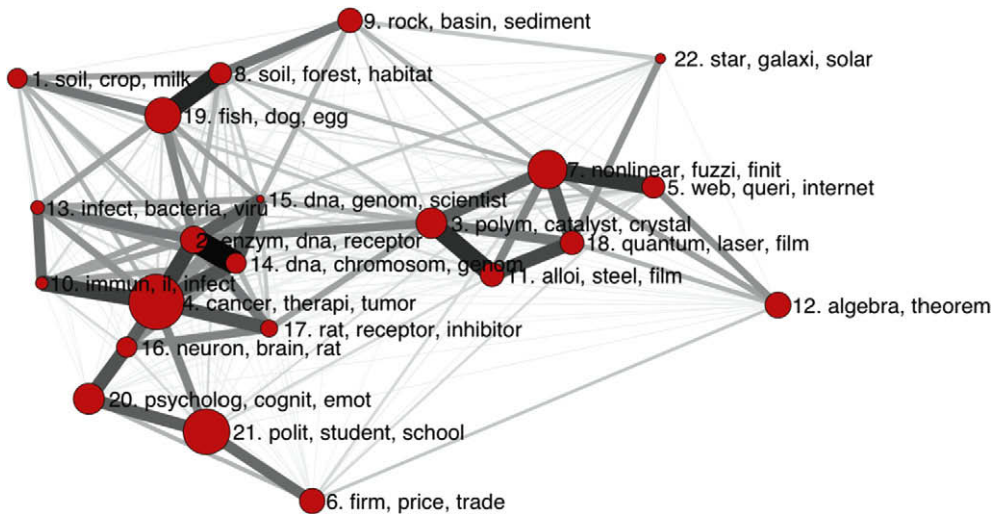 9. rock, basin, sediment
22. star, galaxi, solar
1. soil, crop, milk
8. soil, forest, habitat
19. fish, dog, egg
7. nonlinear, fuzzi, finit
5. web, queri, internet
15. dna, genom, scientist
13. infect, bacteria, viru
3. polym, catalyst, crystal
2. enzym, dna, receptor
18. quantum, laser, film
14. dna, chromosom, genom
11. alloi, steel, film
10. immun, il, infect
4. cancer, therapi, tumor
12. algebra, theorem
17. rat, receptor, inhibitor
16. neuron, brain, rat
20. psycholog, cognit, emot
21. polit, student, school
6. firm, price, trade